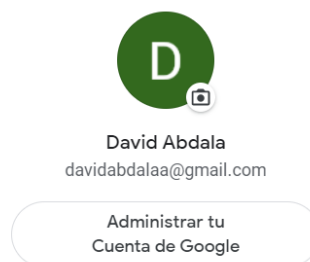 D
David Abdala
davidabdalaa@gmail.com
Administrar tu
Cuenta de Google